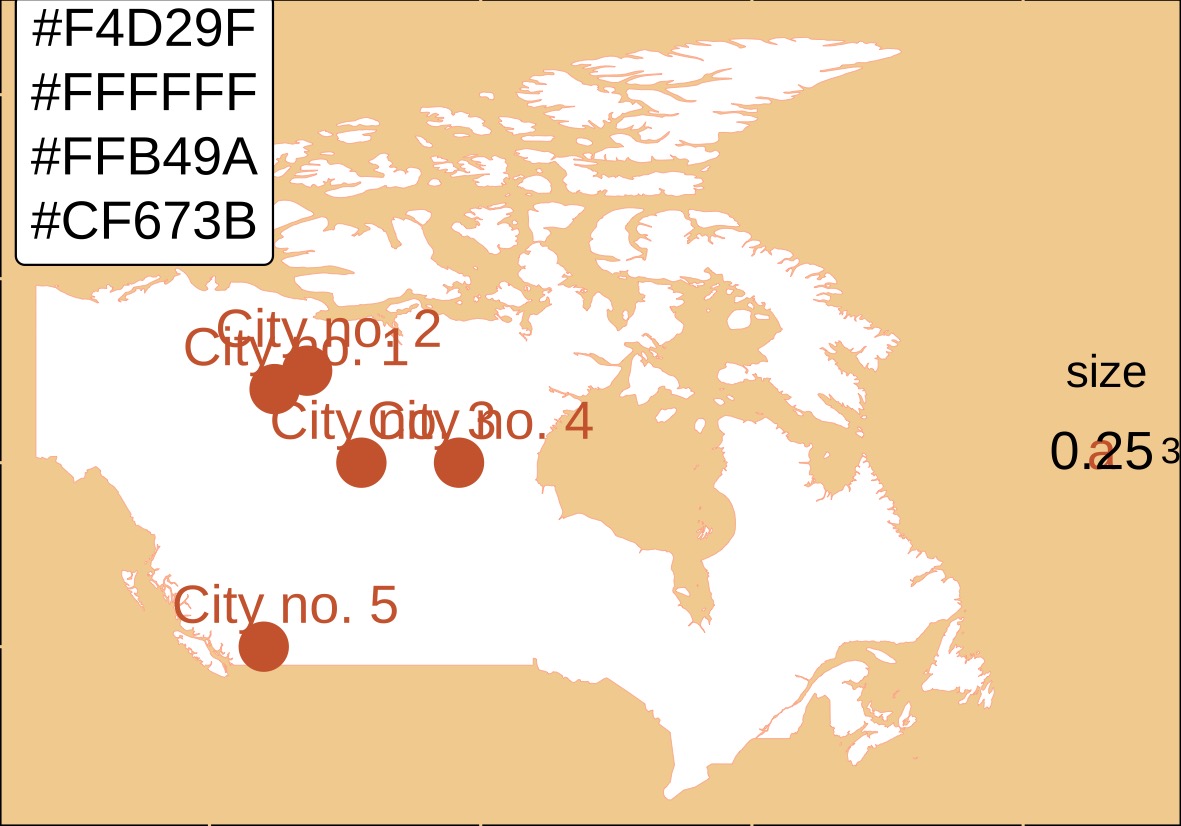 #F4D29F
#FFFFFF
#FFB49A
#CF673B
City no. 2
City no. 1
City no. 3
City no. 4
size
0.25
a
3
City no. 5